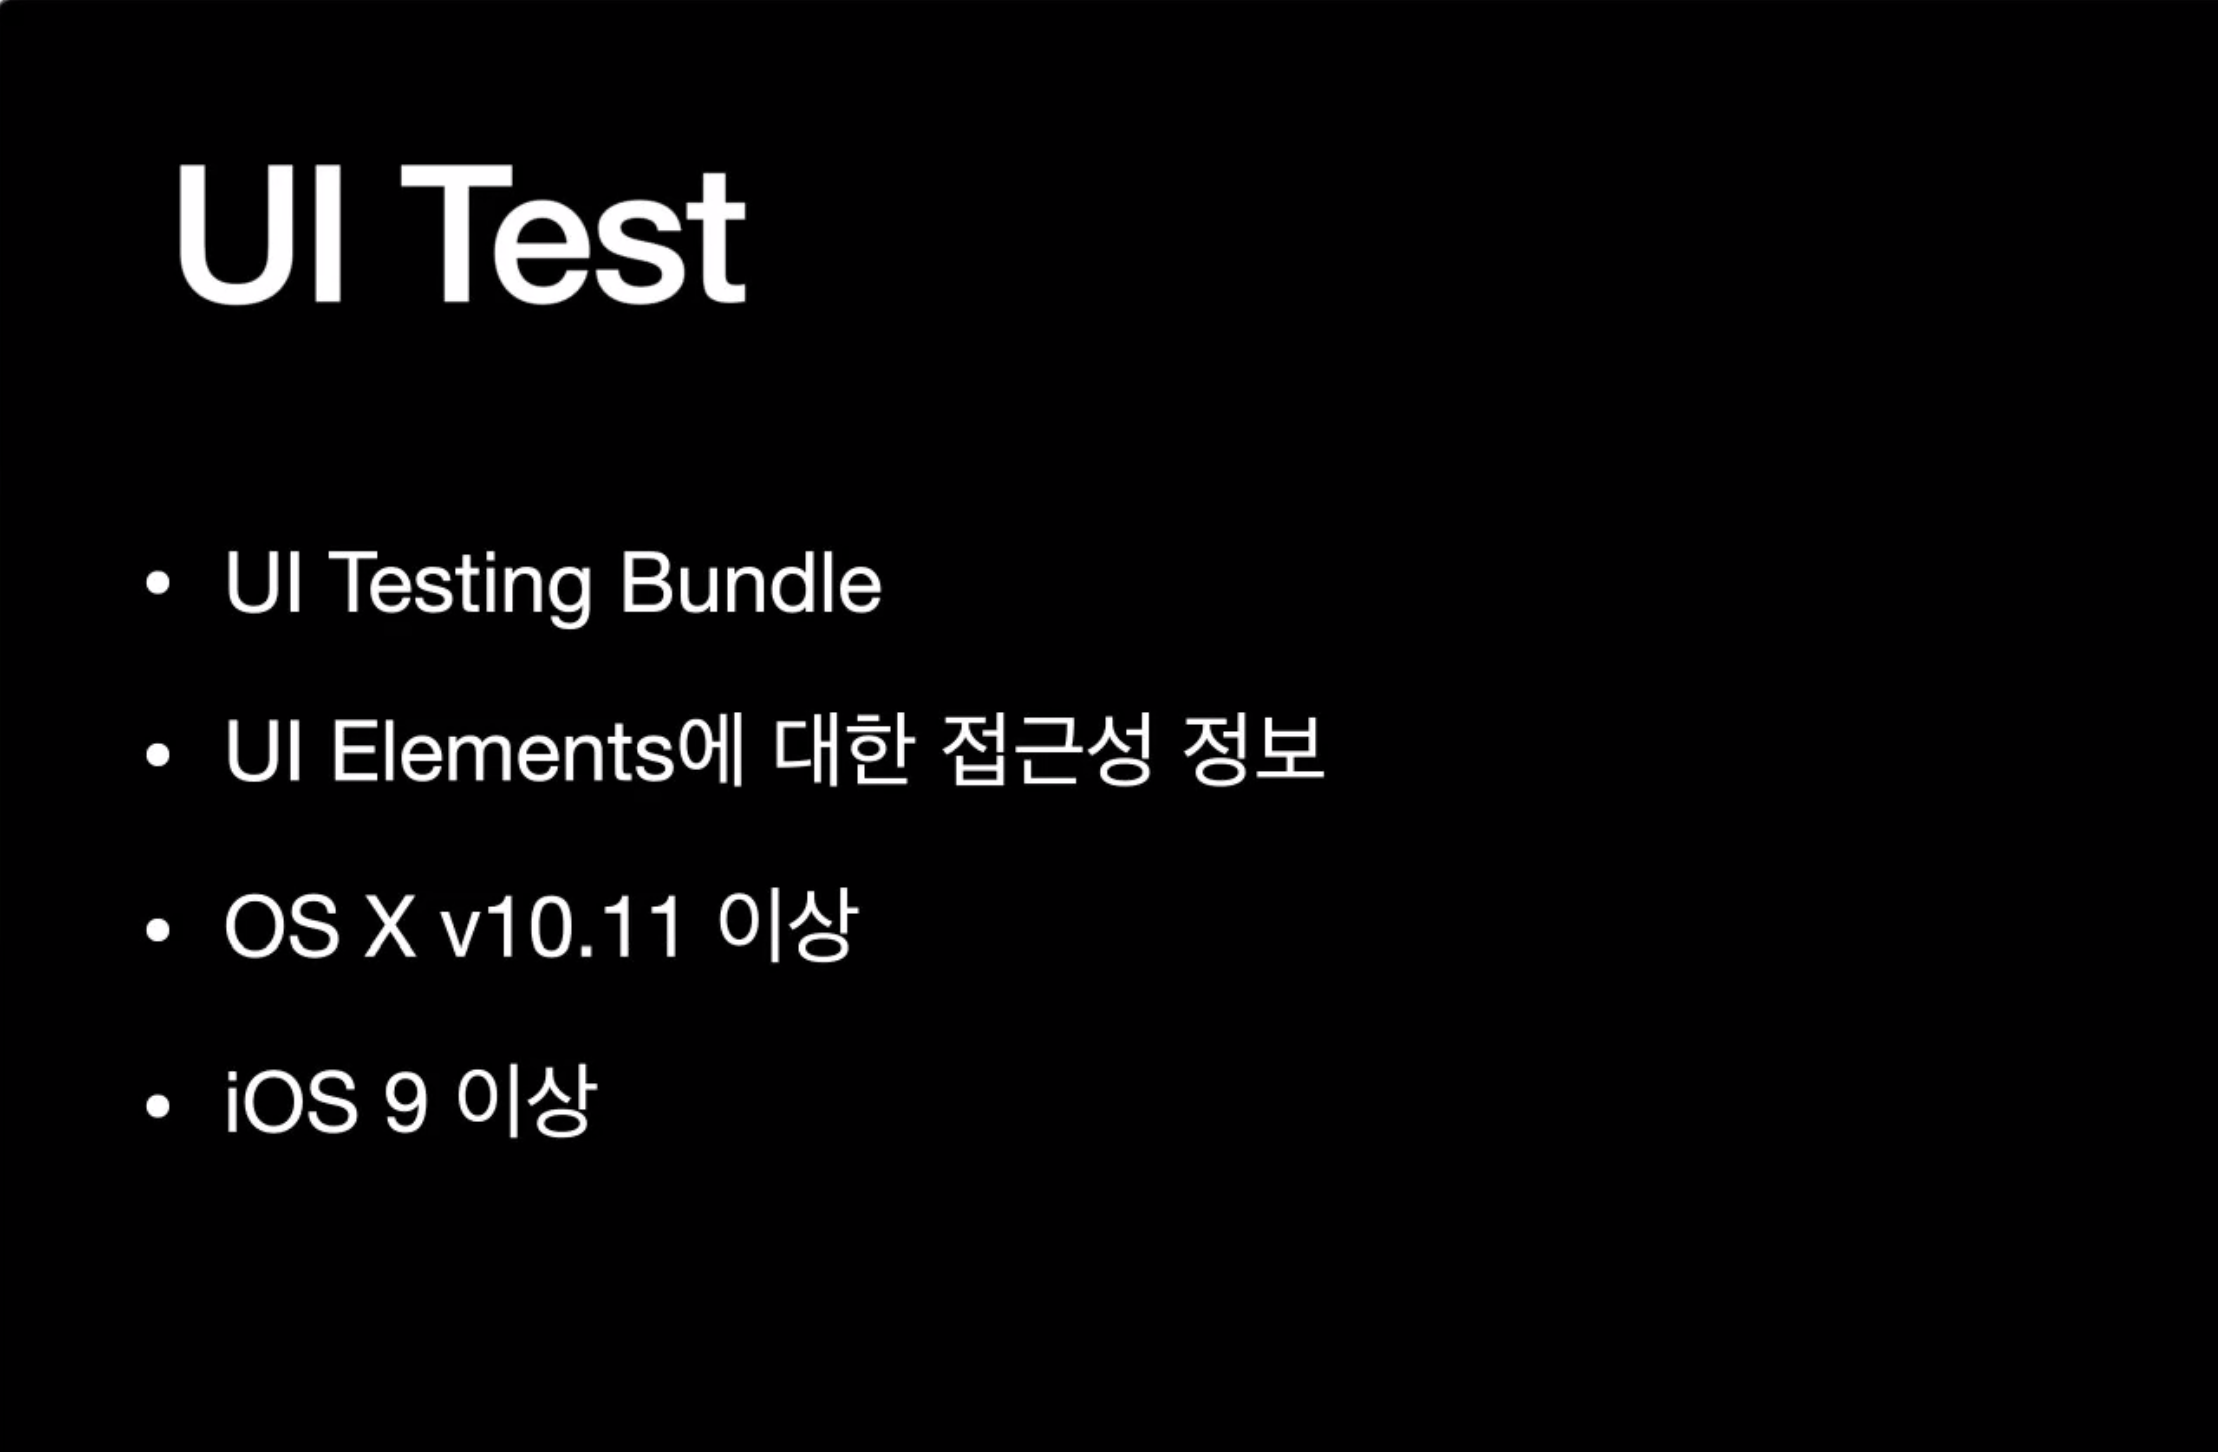 UI Test
• UI Testing Bundle
• UI Elements에 대한 접근성 정보
• OS X v10.11 이상
• iOS 9 이상